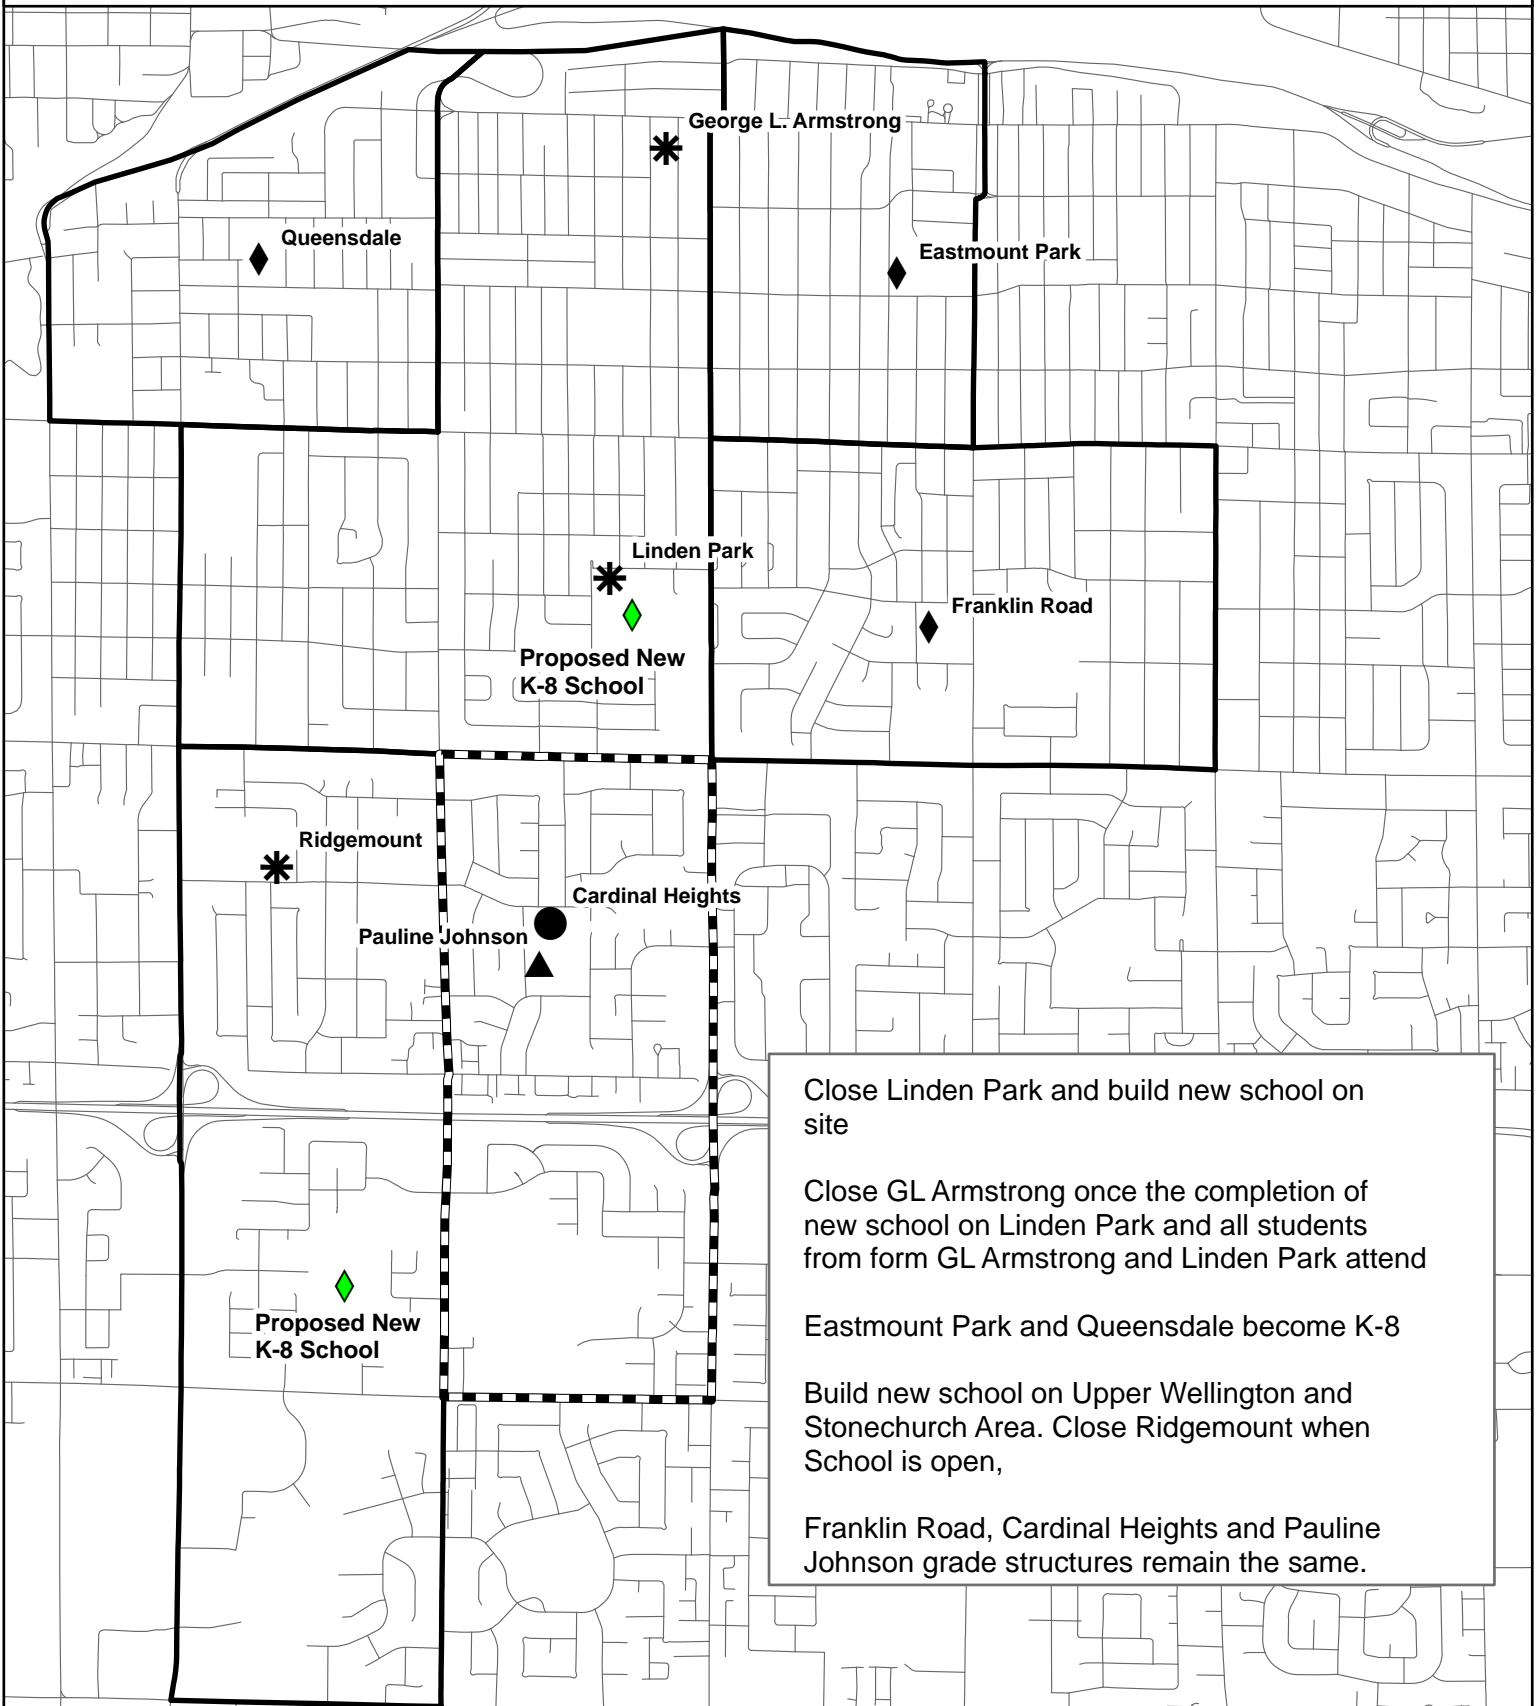 George L. Armstrong
Queensdale
Eastmount Park
Linden Park
Franklin Road
Proposed New
K-8 School
Ridgemount
Cardinal Heights
Pauline Johnson
Close Linden Park and build new school on
site
Close GL Armstrong once the completion of
new school on Linden Park and all students
from form GL Armstrong and Linden Park attend
Eastmount Park and Queensdale become K-8
Build new school on Upper Wellington and
Stonechurch Area. Close Ridgemount when
School is open,
Franklin Road, Cardinal Heights and Pauline
Johnson grade structures remain the same.
Proposed New
K-8 School